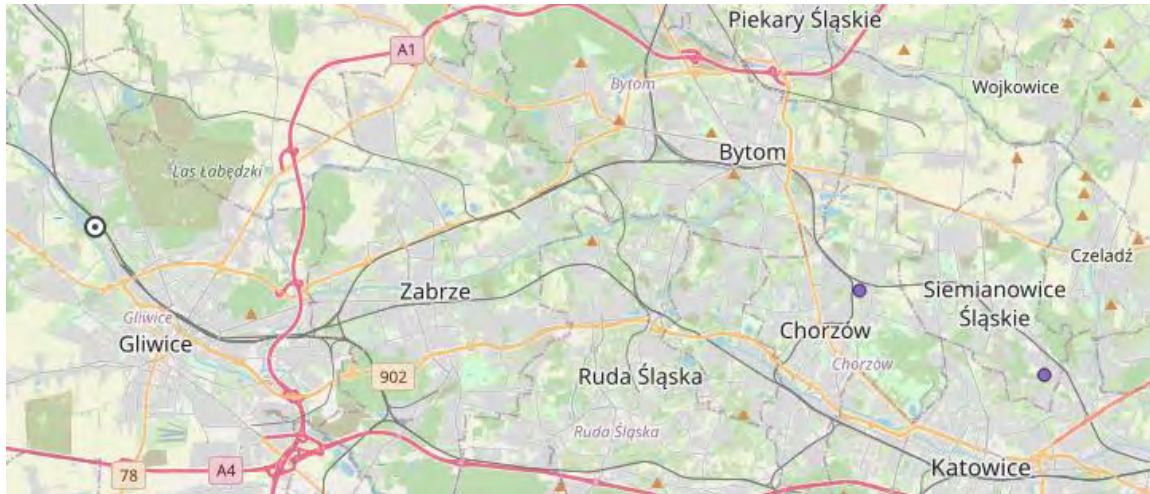 Piekary Śląskie
A1
Bytom
Wojkowice
Bytom
Las Łabędzki
Czeladź
Zabrze
Siemianowice
Śląskie
Gliwice
Gliwice
Chorzów
Chorzów
902
Ruda Śląska
Ruda Śląska
Katowice
A4
78